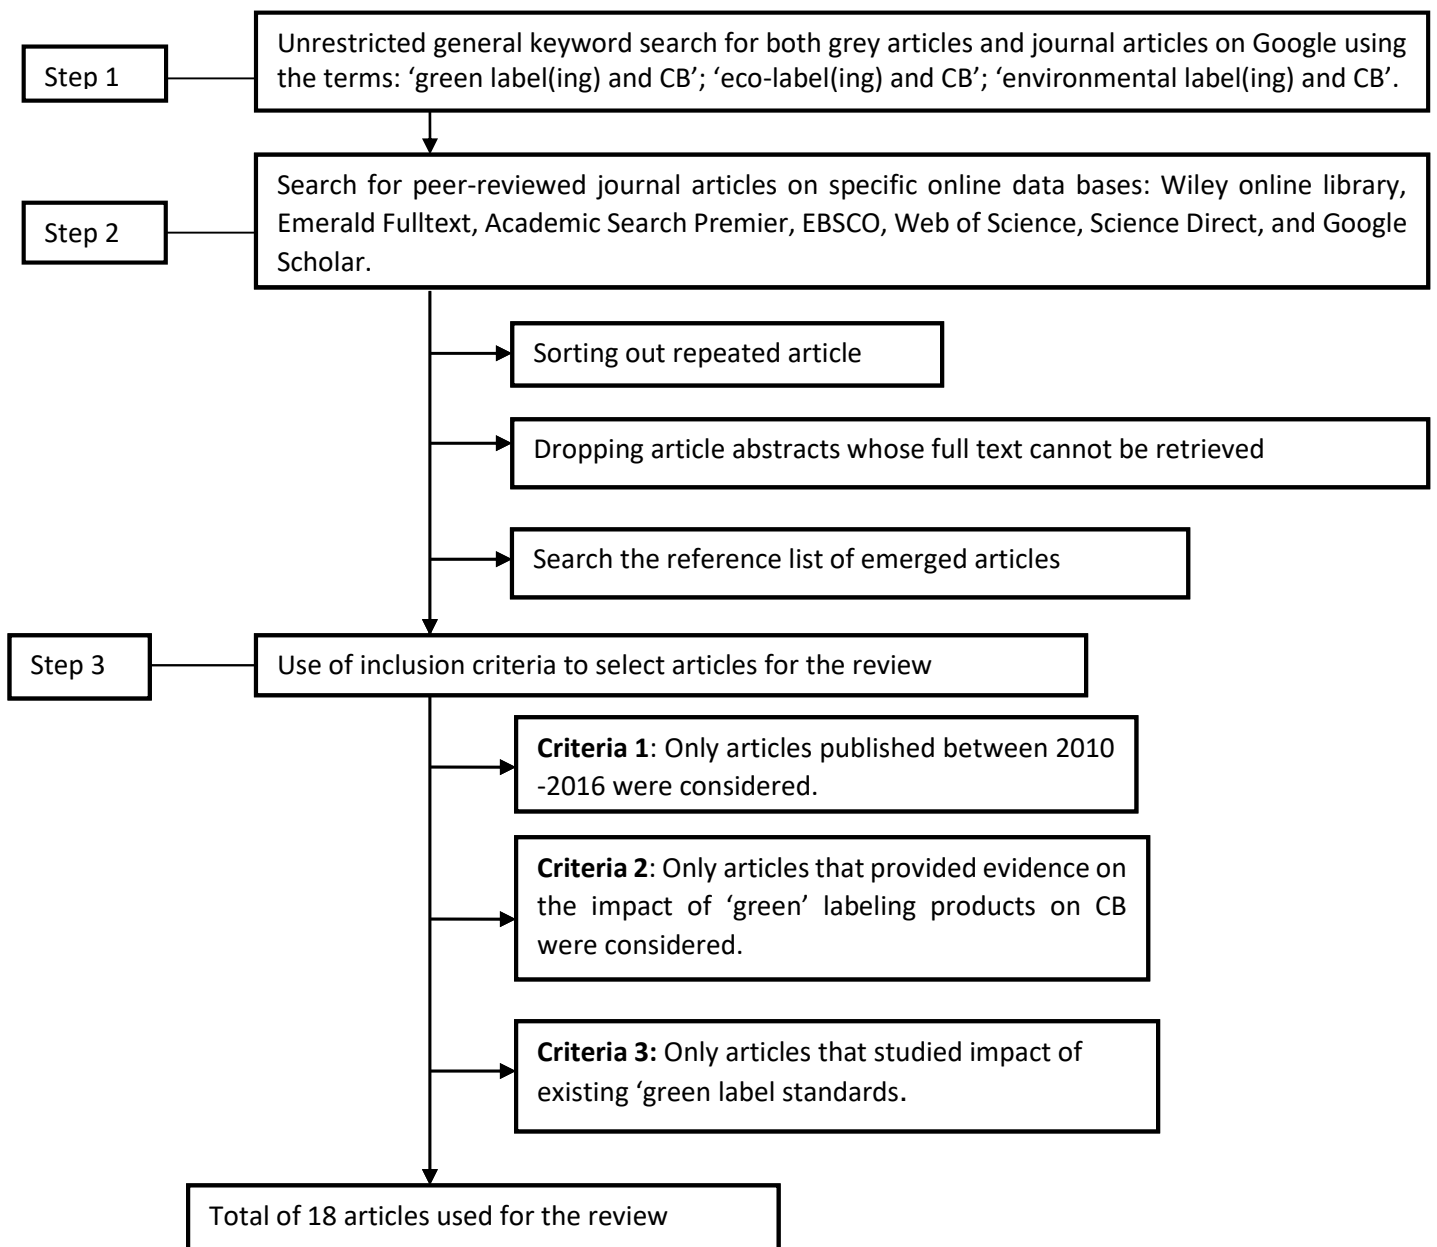 Step 1
Unrestricted general keyword search for both grey articles and journal articles on Google using
the terms: ‘green label(ing) and CB’; ‘eco-label(ing) and CB’; ‘environmental label(ing) and CB’.
Step 2
Search for peer-reviewed journal articles on specific online data bases: Wiley online library,
Emerald Fulltext, Academic Search Premier, EBSCO, Web of Science, Science Direct, and Google
Scholar.
Sorting out repeated article
Dropping article abstracts whose full text cannot be retrieved
Search the reference list of emerged articles
Step 3
Use of inclusion criteria to select articles for the review
Criteria 1: Only articles published between 2010
-2016 were considered.
Criteria 2: Only articles that provided evidence on
the impact of ‘green’ labeling products on CB
were considered.
Criteria 3: Only articles that studied impact of
existing ‘green label standards.
Total of 18 articles used for the review